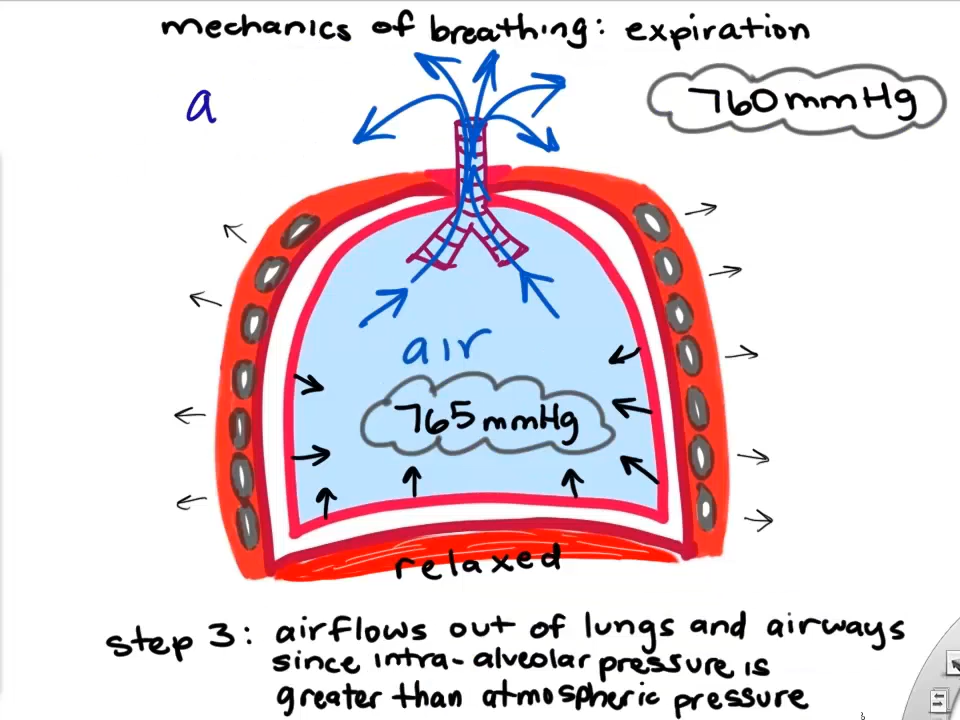 mechanics of breathing: expiration
a
760mmHg
air
765mmHg
relaxed
step 3: airflows out of lungs and airways
since intra-alveolar pressure is
greater than atmospheric pressure